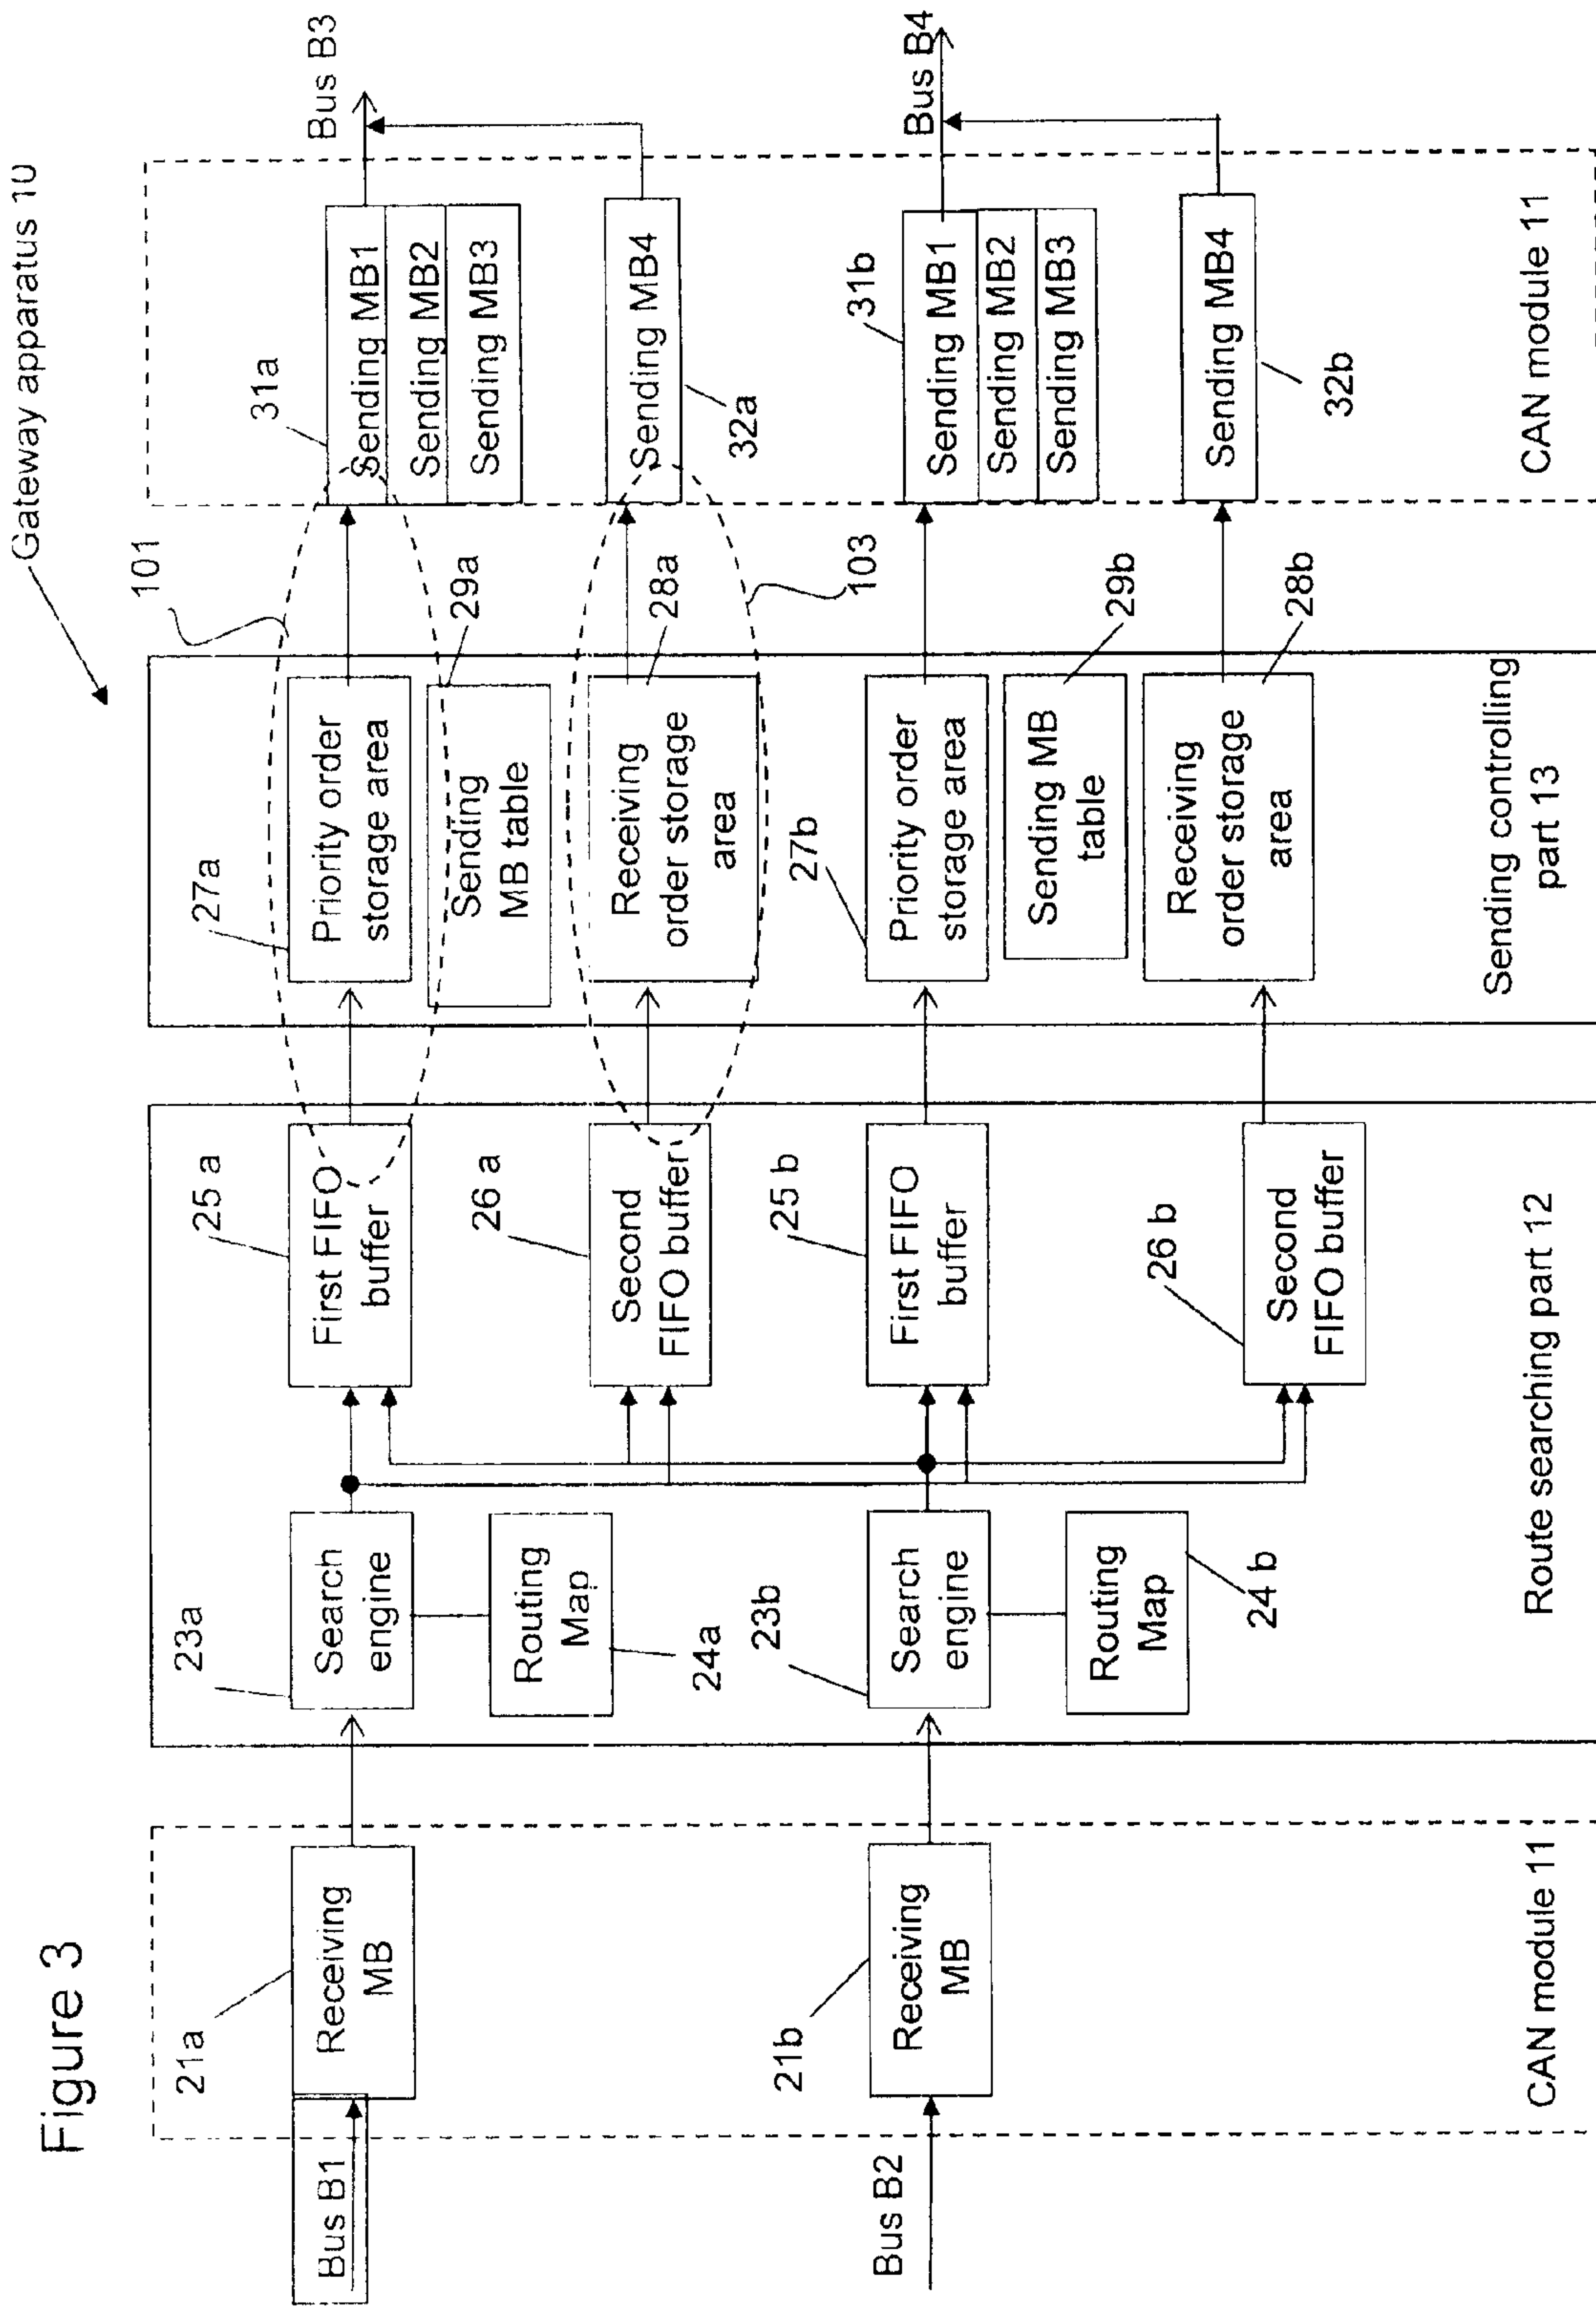 Figure 3
Gateway apparatus 10
Bus B1
21a
Receiving
MB
Bus B2
21b
Receiving
MB
CAN module 11
23a
Search
engine
Routing
Map
24a
23b
Search
engine
Routing
Map
24 b
25 a
First FIFO
buffer
26 a
Second
FIFO buffer
25 b
First FIFO
buffer
26 b
Second
FIFO buffer
Route searching part 12
27a
Priority order
storage area
Sending
MB table
29a
Receiving
order storage
area
28a
27b
Priority order
storage area
Sending MB
table
29b
Receiving
order storage
area
28b
Sending controlling
part 13
101
103
31a
Sending MB1
Sending MB2
Sending MB3
Sending MB4
32a
31b
Sending MB1
Sending MB2
Sending MB3
Sending MB4
32b
CAN module 11
Bus B3
Bus B4